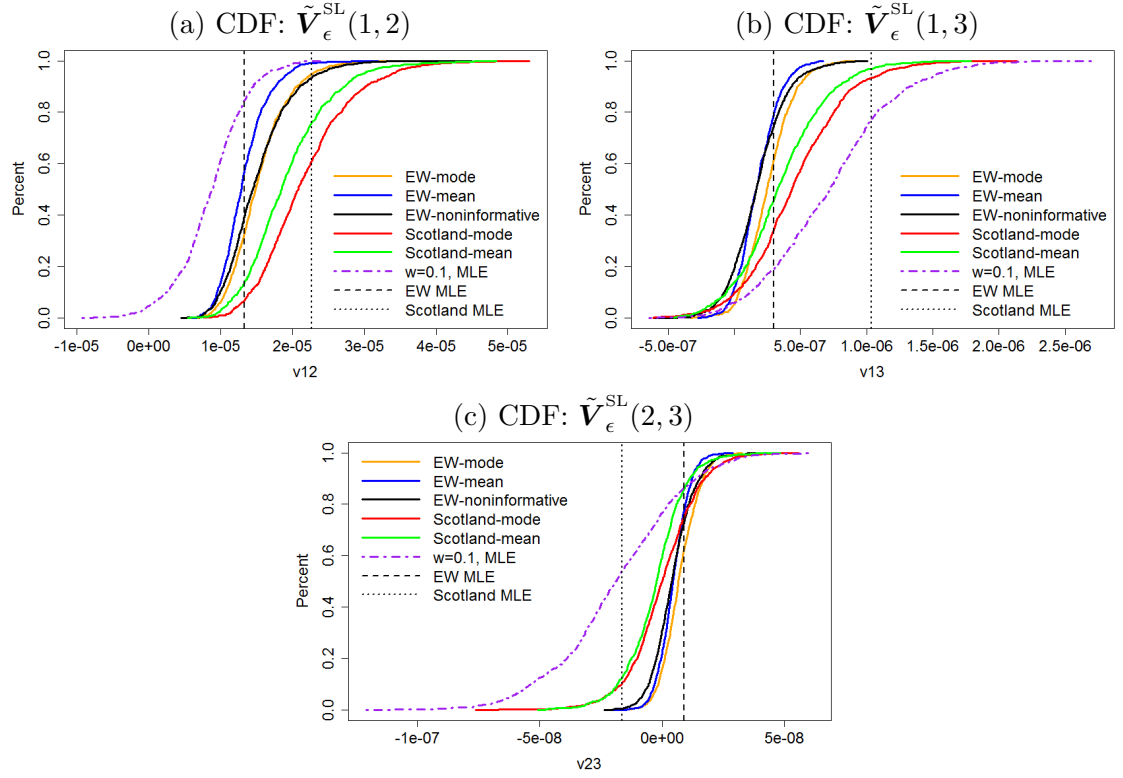 (a) CDF: $\tilde{V}_{\epsilon}^{SL}(1, 2)$
(b) CDF: $\tilde{V}_{\epsilon}^{SL}(1, 3)$
Percent
0.0 0.2 0.4 0.6 0.8 1.0
EW-mode
EW-mean
EW-noninformative
Scotland-mode
Scotland-mean
w=0.1, MLE
EW MLE
Scotland MLE
-1e-05 0e+00 1e-05 2e-05 3e-05 4e-05 5e-05
v12
Percent
0.0 0.2 0.4 0.6 0.8 1.0
EW-mode
EW-mean
EW-noninformative
Scotland-mode
Scotland-mean
w=0.1, MLE
EW MLE
Scotland MLE
-5.0e-07 5.0e-07 1.0e-06 1.5e-06 2.0e-06 2.5e-06
v13
(c) CDF: $\tilde{V}_{\epsilon}^{SL}(2, 3)$
Percent
0.0 0.2 0.4 0.6 0.8 1.0
EW-mode
EW-mean
EW-noninformative
Scotland-mode
Scotland-mean
w=0.1, MLE
EW MLE
Scotland MLE
-1e-07 -5e-08 0e+00 5e-08
v23